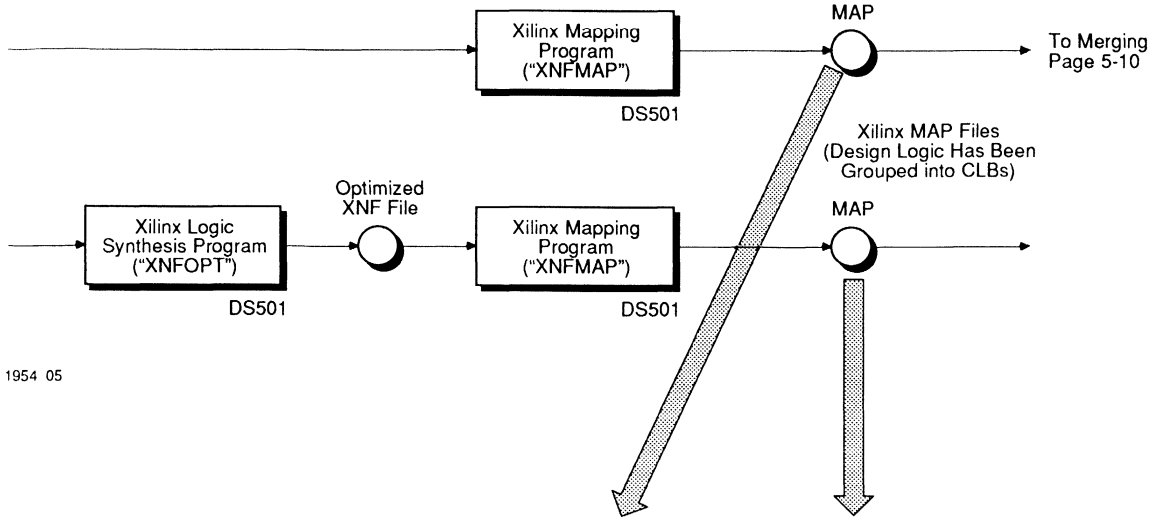 MAP
Xilinx Mapping
Program
(“XNFMAP”)
To Merging
Page 5-10
DS501
Xilinx MAP Files
(Design Logic Has Been
Grouped into CLBs)
Optimized
XNF File
MAP
Xilinx Logic
Synthesis Program
(“XNFOPT”)
Xilinx Mapping
Program
(“XNFMAP”)
DS501
DS501
1954 05